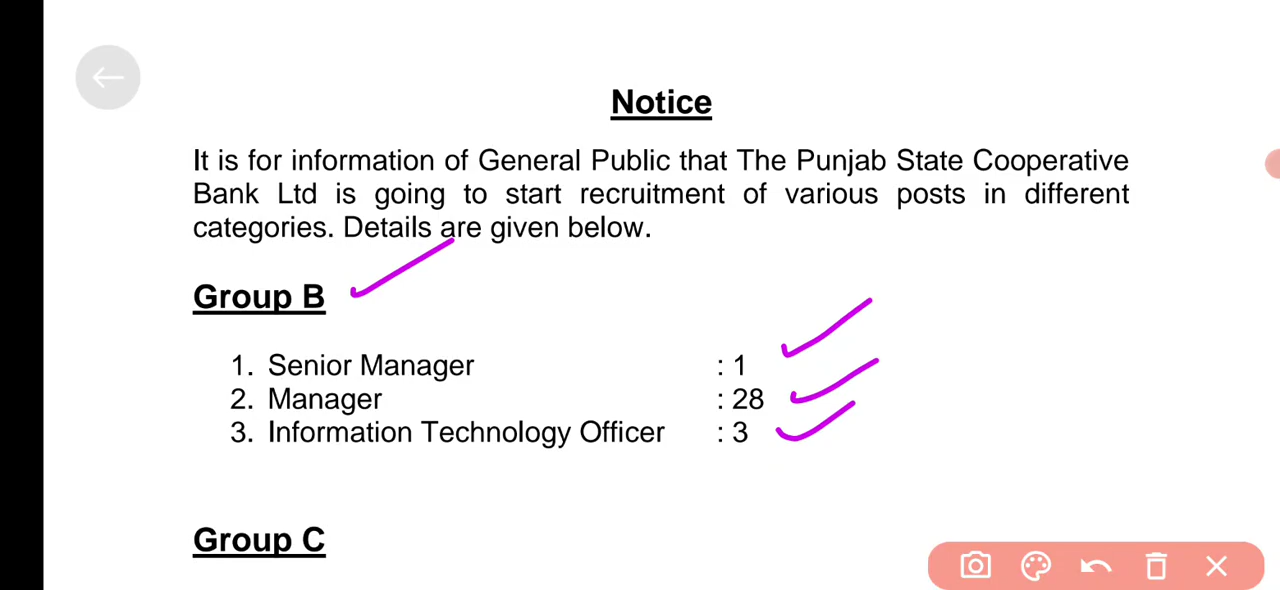 Notice
It is for information of General Public that The Punjab State Cooperative
Bank Ltd is going to start recruitment of various posts in different
categories. Details are given below.
Group B
1. Senior Manager : 1
2. Manager : 28
3. Information Technology Officer : 3
Group C